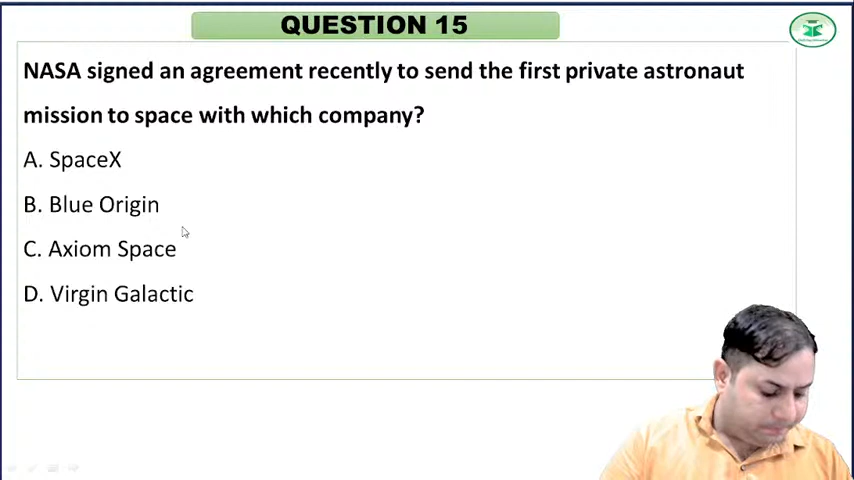 QUESTION 15
NASA signed an agreement recently to send the first private astronaut
mission to space with which company?
A. SpaceX
B. Blue Origin
C. Axiom Space
D. Virgin Galactic